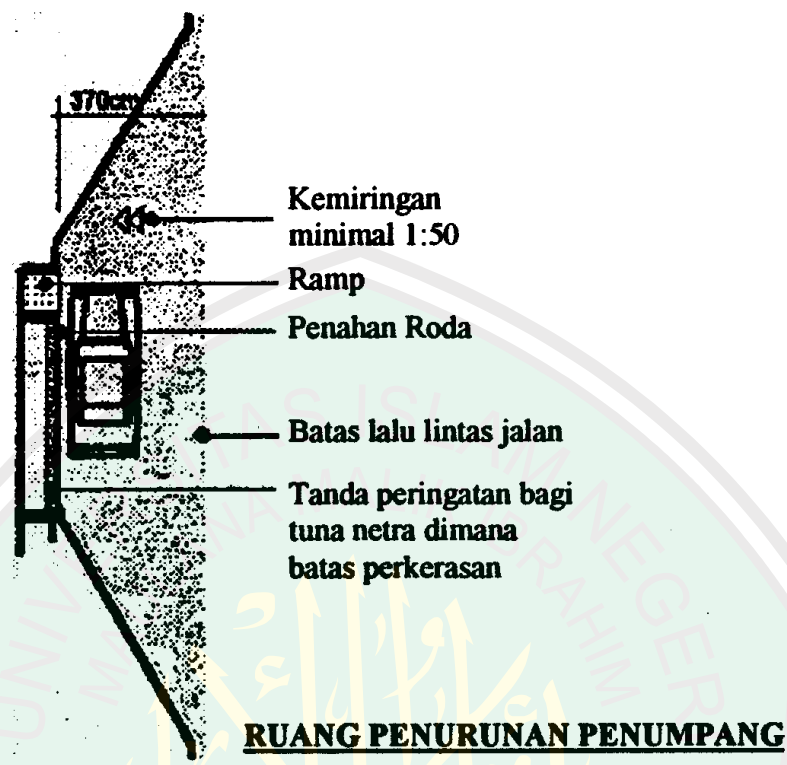 370cm
Kemiringan
minimal 1:50
Ramp
Penahan Roda
Batas lalu lintas jalan
Tanda peringatan bagi
tuna netra dimana
batas perkerasan
RUANG PENURUNAN PENUMPANG